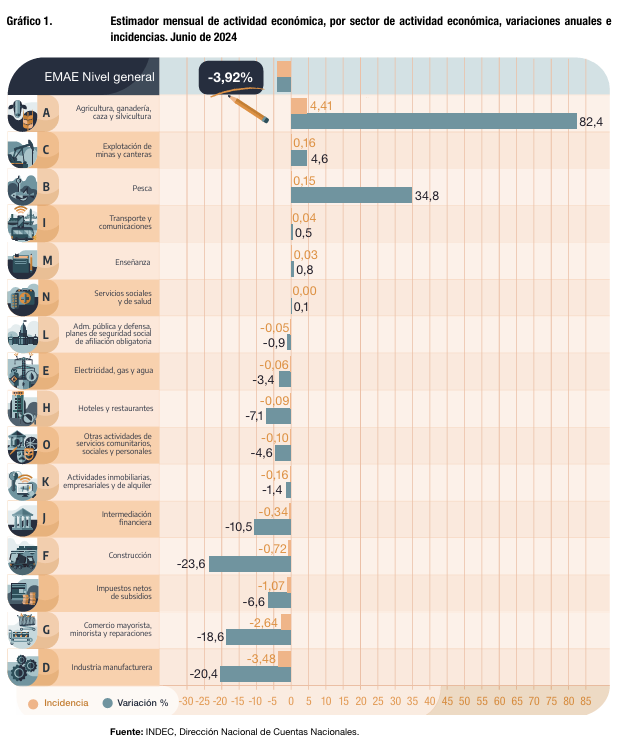 Gráfico 1. Estimador mensual de actividad económica, por sector de actividad económica, variaciones anuales e
incidencias. Junio de 2024
EMAE Nivel general -3,92%
A
Agricultura, ganadería,
caza y silvicultura
4,41
82,4
C
Explotación de
minas y canteras
0,16
4,6
B
Pesca
0,15
34,8
I
Transporte y
comunicaciones
0,04
0,5
M
Enseñanza
0,03
0,8
N
Servicios sociales
y de salud
0,00
0,1
L
Adm. pública y defensa,
planes de seguridad social
de afiliación obligatoria
-0,05
-0,9
E
Electricidad, gas y agua
-0,06
-3,4
H
Hoteles y restaurantes
-0,09
-7,1
O
Otras actividades de
servicios comunitarios,
sociales y personales
-0,10
-4,6
K
Actividades inmobiliarias,
empresariales y de alquiler
-0,16
-1,4
J
Intermediación
financiera
-0,34
-10,5
F
Construcción
-0,72
-23,6
Impuestos netos
de subsidios
-1,07
-6,6
G
Comercio mayorista,
minorista y reparaciones
-2,64
-18,6
D
Industria manufacturera
-3,48
-20,4
Incidencia Variación %
-30 -25 -20 -15 -10 -5 0 5 10 15 20 25 30 35 40 45 50 55 60 65 70 75 80 85
Fuente: INDEC, Dirección Nacional de Cuentas Nacionales.